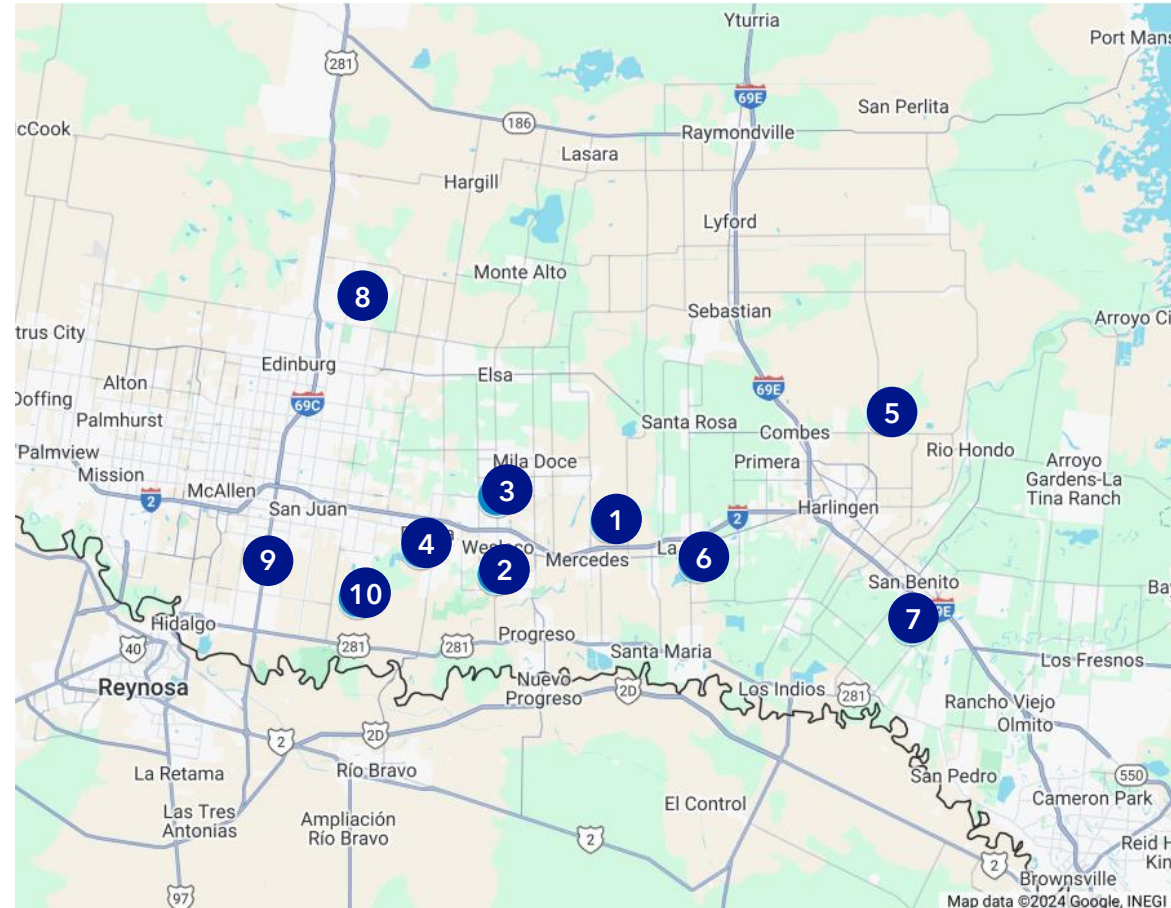 Yturria
Port Mans
281
69E
San Perlita
186
Raymondville
cCook
Lasara
Hargill
Lyford
Monte Alto
8
Sebastian
Arroyo Ci
trus City
Edinburg
Elsa
Alton
69E
Doffing
69C
5
Palmhurst
Santa Rosa
Combes
Rio Hondo
Palmview
Mila Doce
Primera
Arroyo
Gardens-La
Tina Ranch
Mission
McAllen
3
2
San Juan
1
2
Harlingen
4
6
9
2
Mercedes
La
San Benito
10
7
Bay
Hidalgo
Progreso
281
281
Santa Maria
40
Los Fresnos
Reynosa
Nuevo
Progreso
2D
Los Indios
281
Rancho Viejo
Olmito
2
2D
La Retama
Río Bravo
San Pedro
550
Las Tres
Antonias
El Control
Cameron Park
Ampliación
Río Bravo
2
Reid H
Kin
2
97
Brownsville
Map data ©2024 Google, INEGI